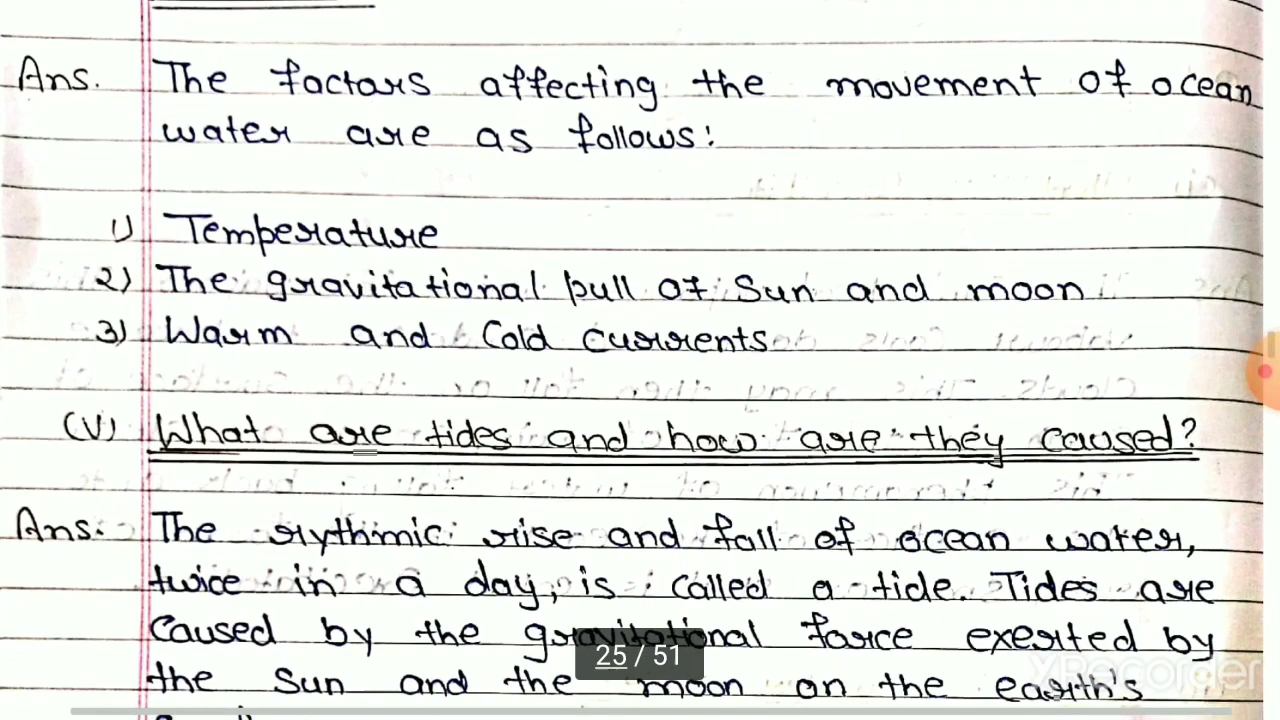 Ans. The factors affecting the movement of ocean
water are as follows:
1) Temperature
2) The gravitational pull of Sun and moon
3) Warm and Cold currents
(V) What are tides and how are they caused?
Ans. The rythmic rise and fall of ocean water,
twice in a day, is called a tide. Tides are
caused by the gravitational force exerted by
25 / 51
the Sun and the moon on the earth's
XRecorder